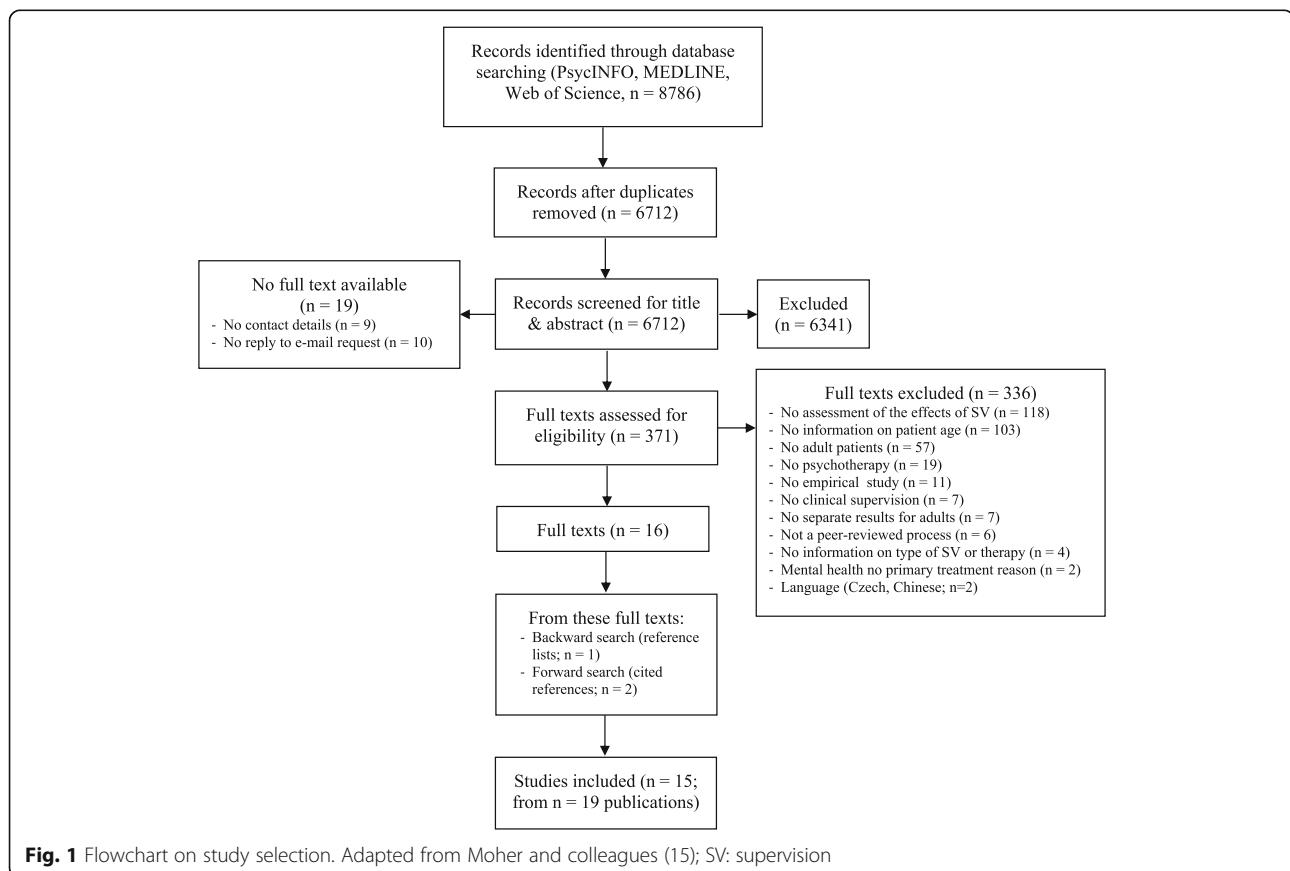 Records identified through database
searching (PsycINFO, MEDLINE,
Web of Science, n = 8786)
Records after duplicates
removed (n = 6712)
No full text available
(n = 19)
- No contact details (n = 9)
- No reply to e-mail request (n = 10)
Records screened for title
& abstract (n = 6712)
Excluded
(n = 6341)
Full texts assessed for
eligibility (n = 371)
Full texts excluded (n = 336)
- No assessment of the effects of SV (n = 118)
- No information on patient age (n = 103)
- No adult patients (n = 57)
- No psychotherapy (n = 19)
- No empirical study (n = 11)
- No clinical supervision (n = 7)
- No separate results for adults (n = 7)
- Not a peer-reviewed process (n = 6)
- No information on type of SV or therapy (n = 4)
- Mental health no primary treatment reason (n = 2)
- Language (Czech, Chinese; n=2)
Full texts (n = 16)
From these full texts:
- Backward search (reference
lists; n = 1)
- Forward search (cited
references; n = 2)
Studies included (n = 15;
from n = 19 publications)
Fig. 1 Flowchart on study selection. Adapted from Moher and colleagues (15); SV: supervision